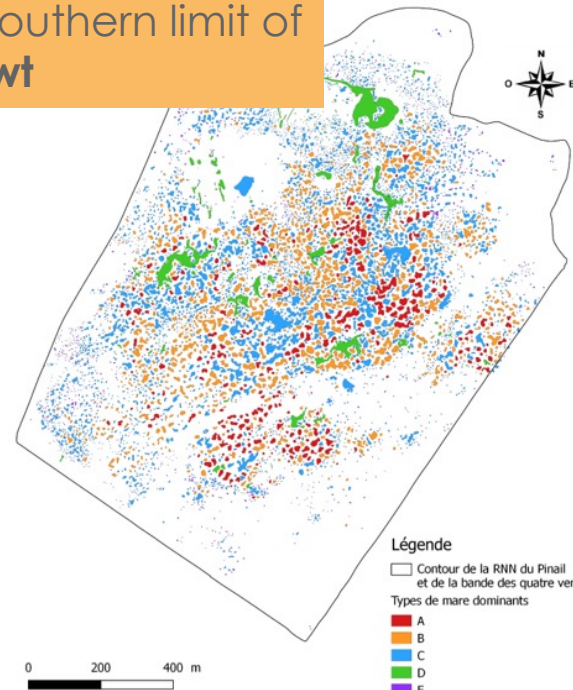 outhern limit of
wt
N
O E
S
Légende
Contour de la RNN du Pinail
et de la bande des quatre ver
Types de mare dominants
A
B
C
D
E
0 200 400 m